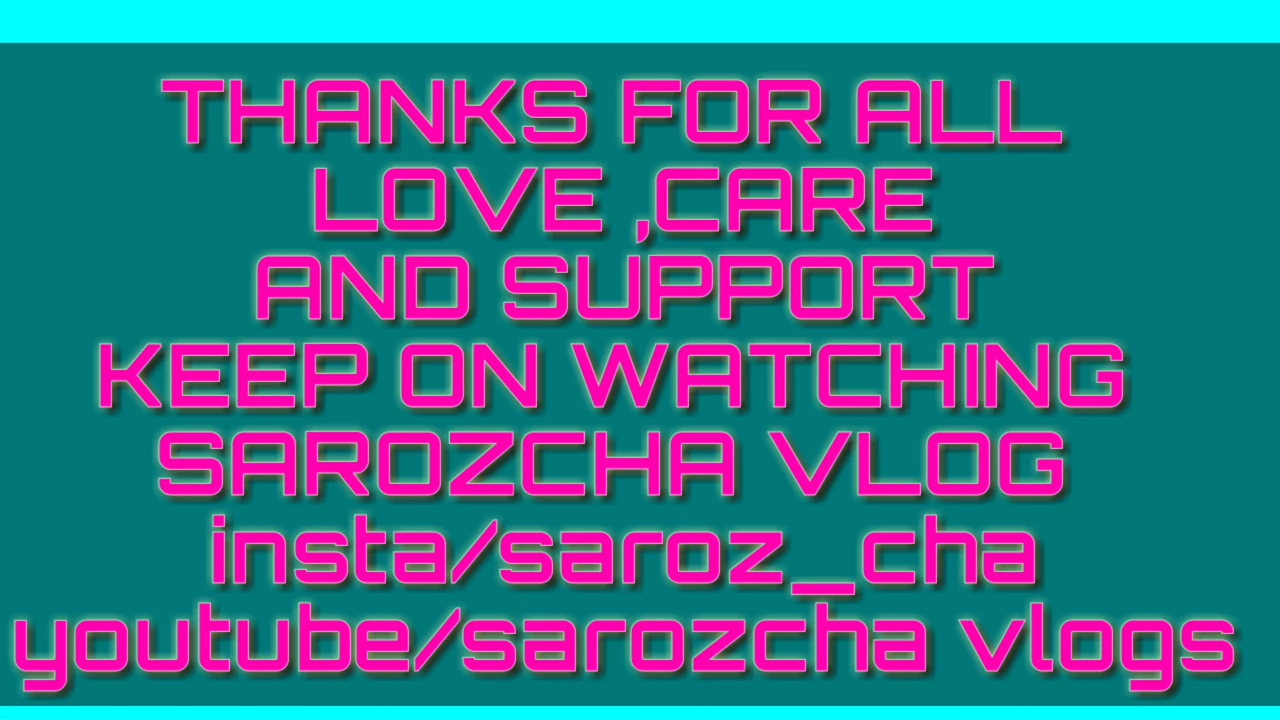 THANKS FOR ALL
LOVE ,CARE
AND SUPPORT
KEEP ON WATCHING
SAROZCHA VLOG
insta/saroz_cha
youtube/sarozcha vlogs